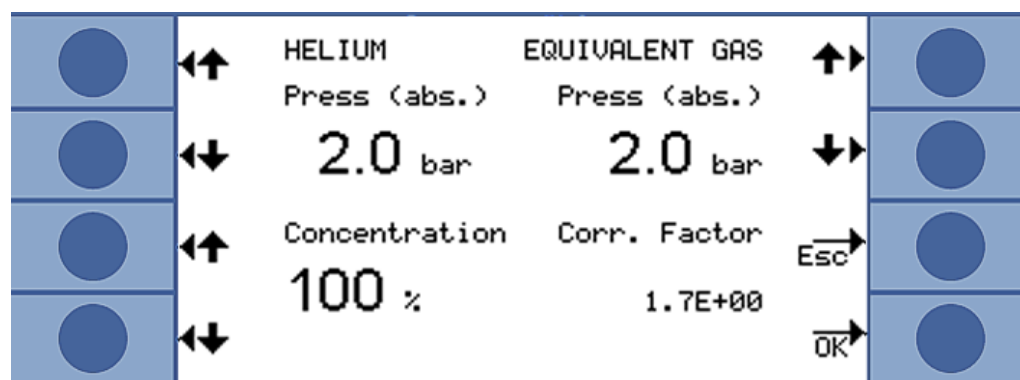 HELIUM EQUIVALENT GAS
Press (abs.) Press (abs.)
2.0 bar 2.0 bar
Concentration Corr. Factor
Esc
100 % 1.7E+00
OK